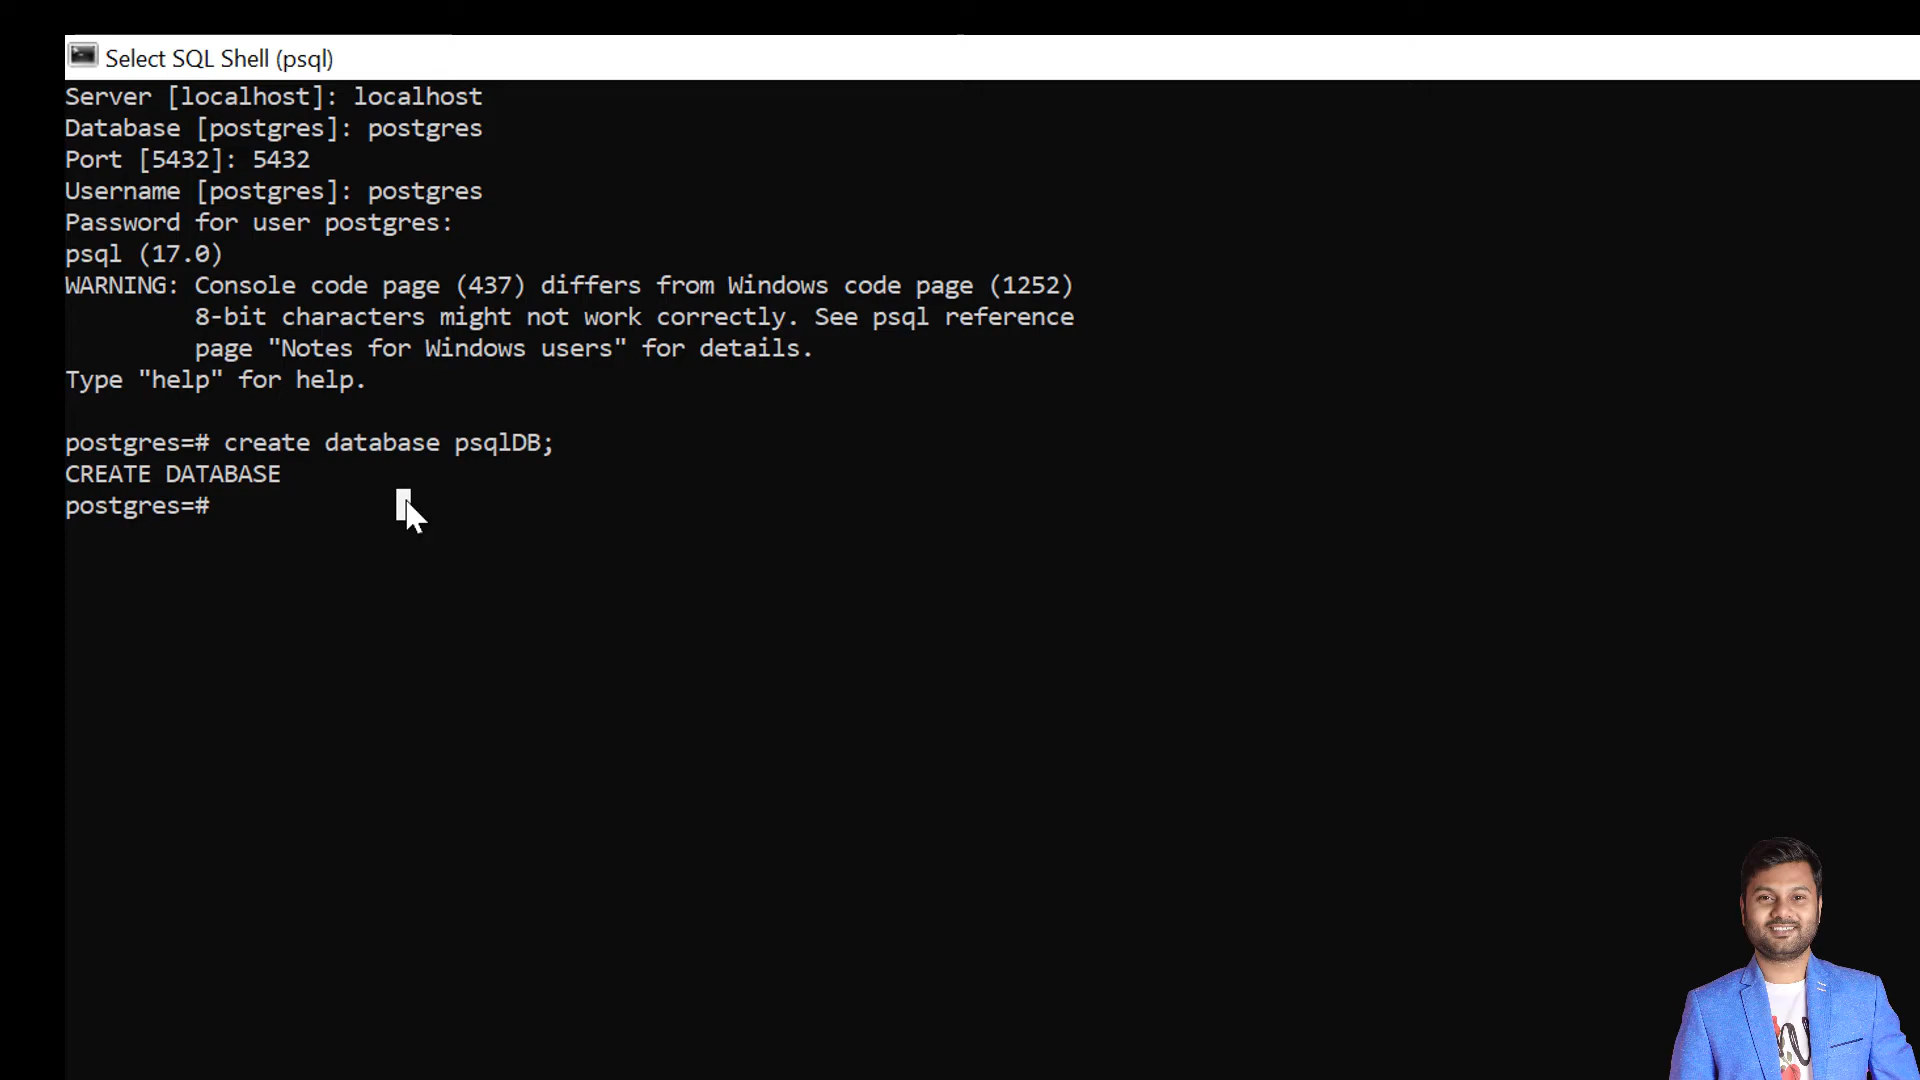 Select SQL Shell (psql)
Server [localhost]: localhost
Database [postgres]: postgres
Port [5432]: 5432
Username [postgres]: postgres
Password for user postgres:
psql (17.0)
WARNING: Console code page (437) differs from Windows code page (1252)
8-bit characters might not work correctly. See psql reference
page "Notes for Windows users" for details.
Type "help" for help.
postgres=# create database psqlDB;
CREATE DATABASE
postgres=#